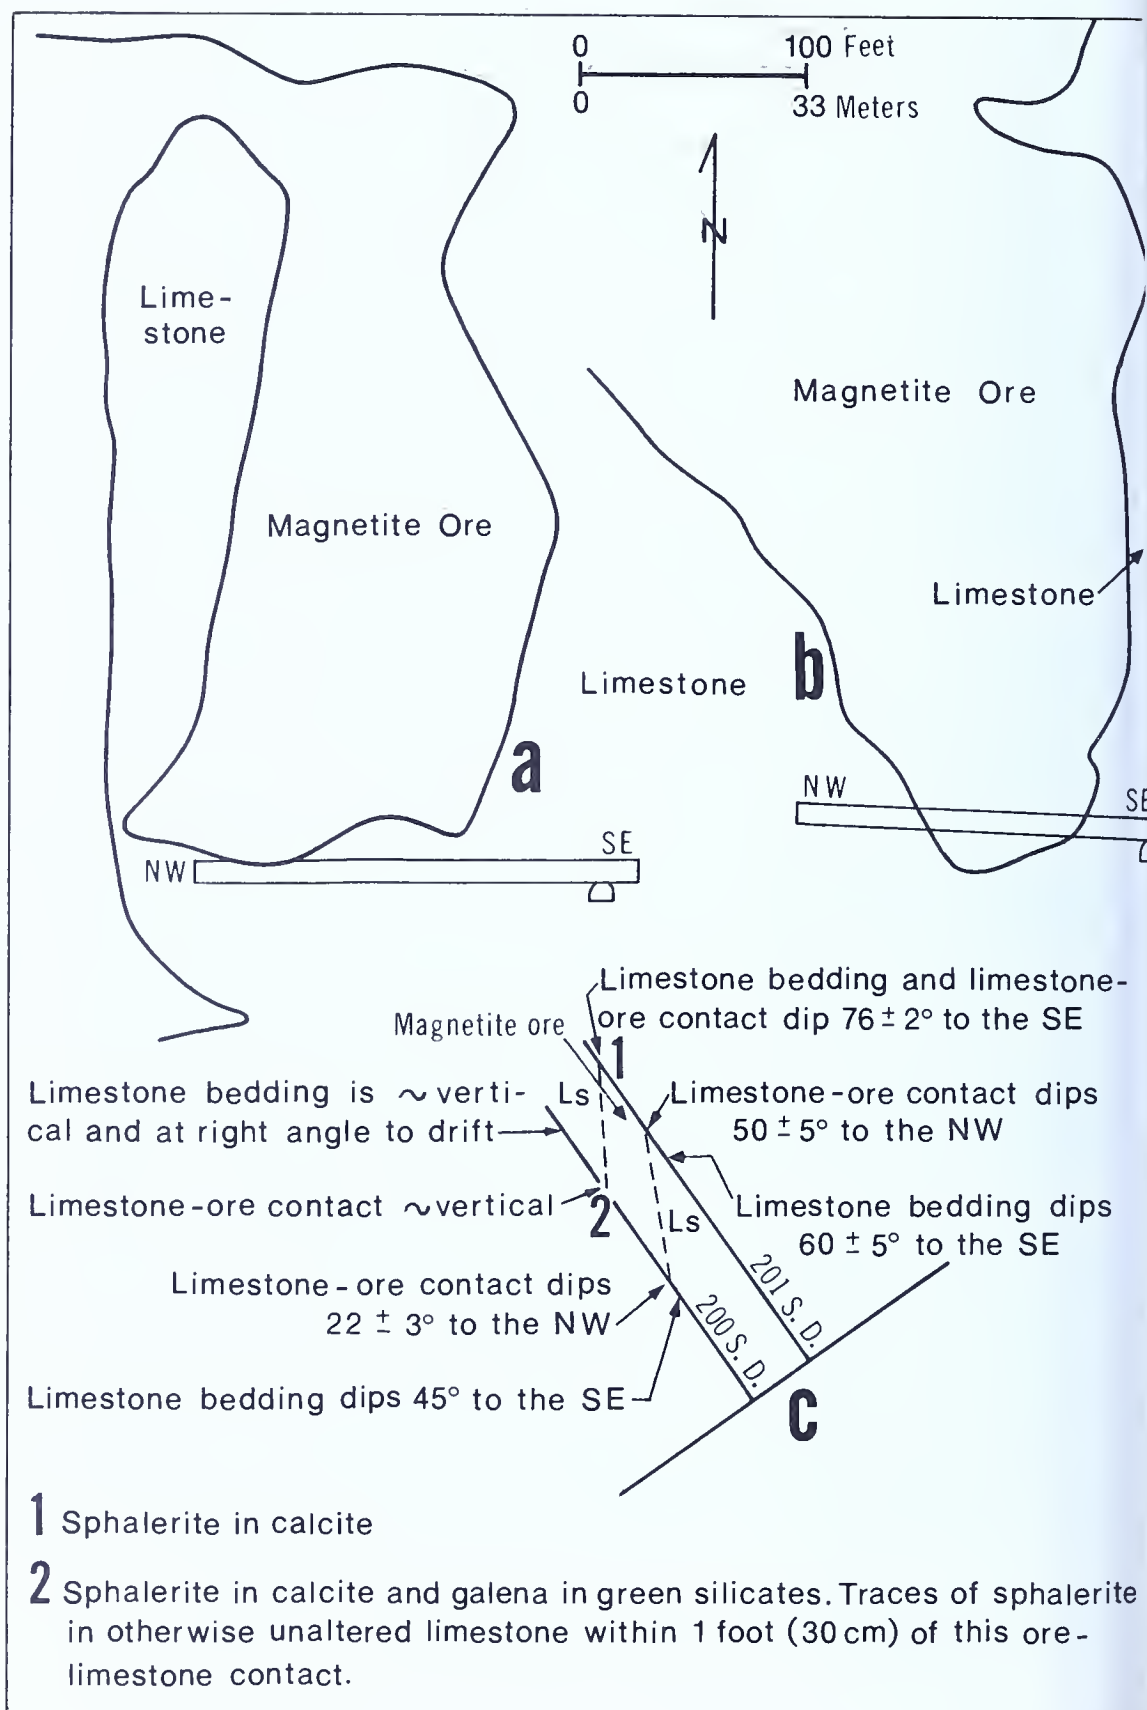 0 100 Feet
0 33 Meters
N
Lime-
stone
Magnetite Ore
Magnetite Ore
Limestone
Limestone
b
a
NW
SE
SE
NW
Limestone bedding and limestone-
ore contact dip 76 ± 2° to the SE
Magnetite ore
1
Limestone bedding is ~ verti-
cal and at right angle to drift
Ls
Limestone-ore contact dips
50 ± 5° to the NW
Limestone-ore contact ~vertical
2
Ls
Limestone bedding dips
60 ± 5° to the SE
Limestone-ore contact dips
22 ± 3° to the NW
201 S. D.
200 S. D.
Limestone bedding dips 45° to the SE
C
1 Sphalerite in calcite
2 Sphalerite in calcite and galena in green silicates. Traces of sphalerite
in otherwise unaltered limestone within 1 foot (30 cm) of this ore-
limestone contact.